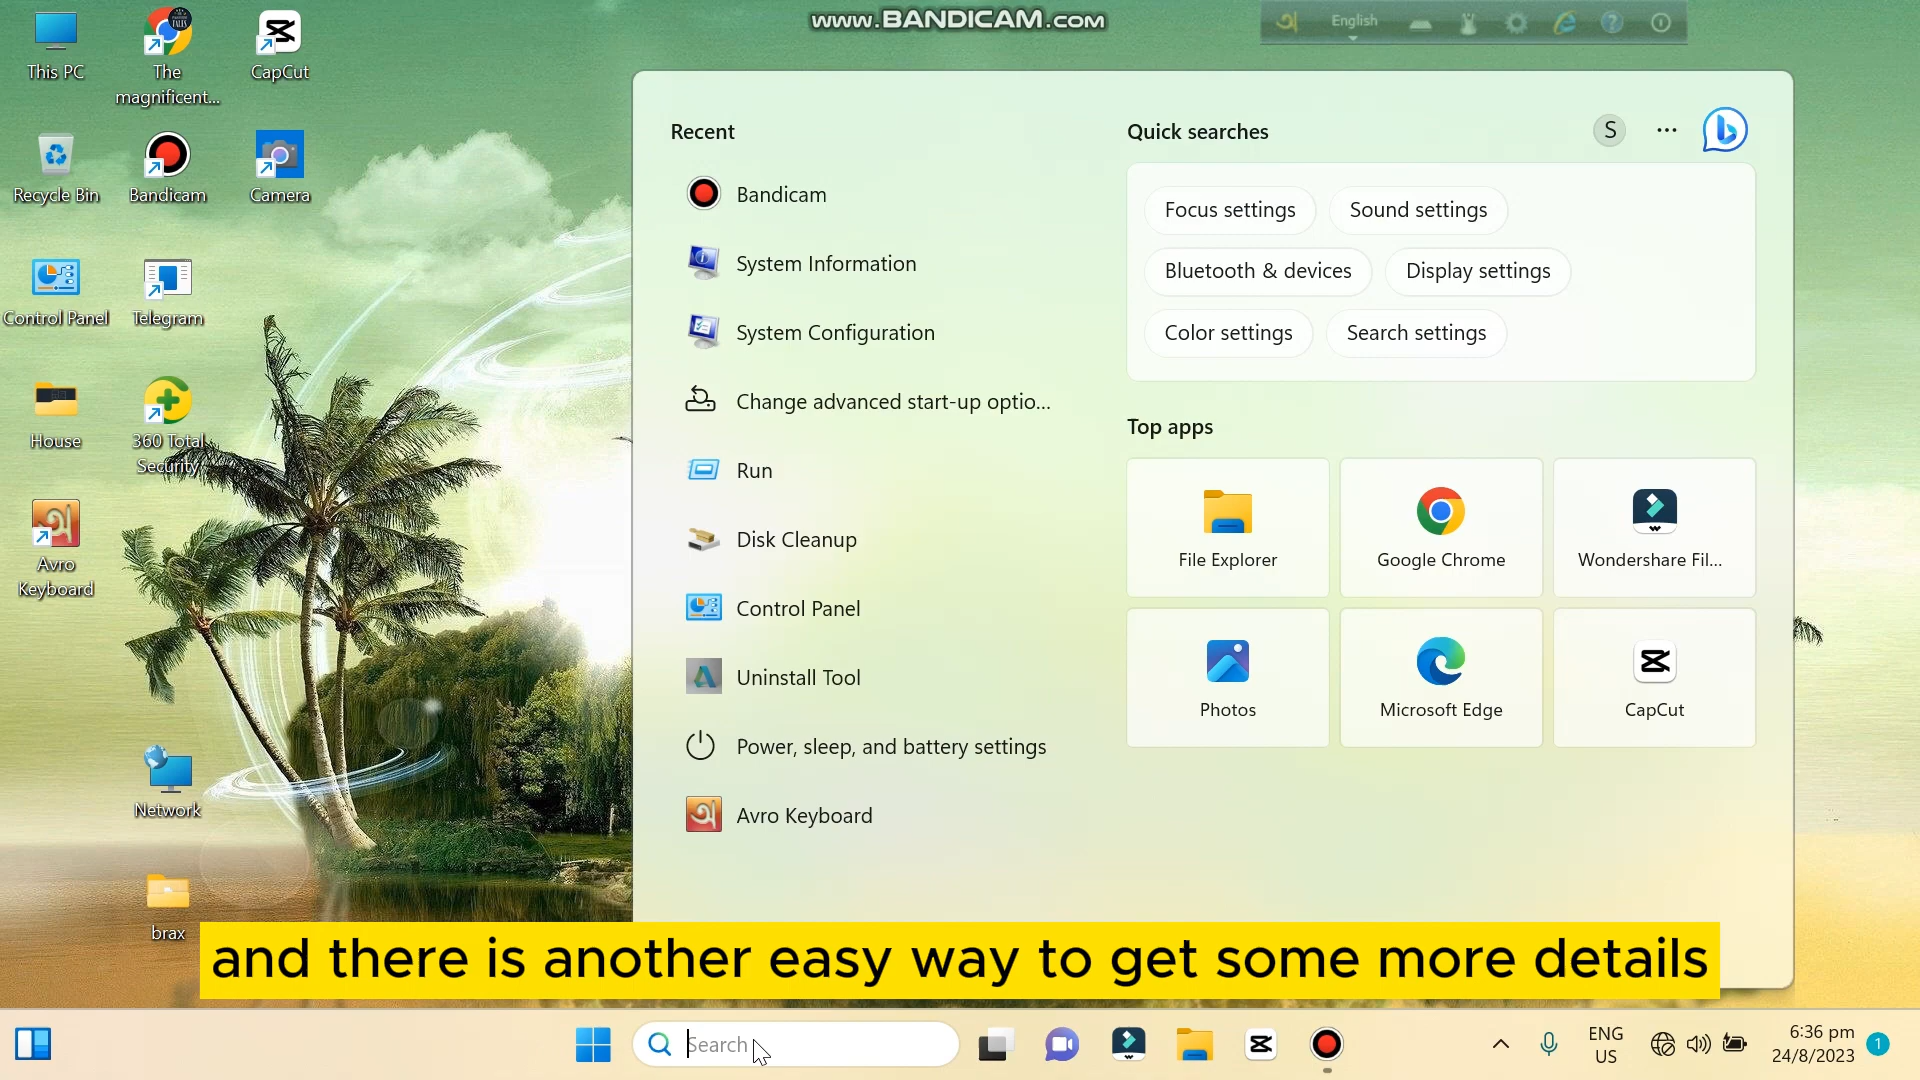 www.BANDICAM.com
English
This PC
The
magnificent...
CapCut
Recycle Bin
Bandicam
Camera
Control Panel
Telegram
House
360 Total
Security
Avro
Keyboard
Network
brax
Recent
Bandicam
System Information
System Configuration
Change advanced start-up optio...
Run
Disk Cleanup
Control Panel
Uninstall Tool
Power, sleep, and battery settings
Avro Keyboard
Quick searches
S
Focus settings
Sound settings
Bluetooth & devices
Display settings
Color settings
Search settings
Top apps
File Explorer
Google Chrome
Wondershare Fil...
Photos
Microsoft Edge
CapCut
and there is another easy way to get some more details
Search
ENG
US
6:36 pm
24/8/2023
1